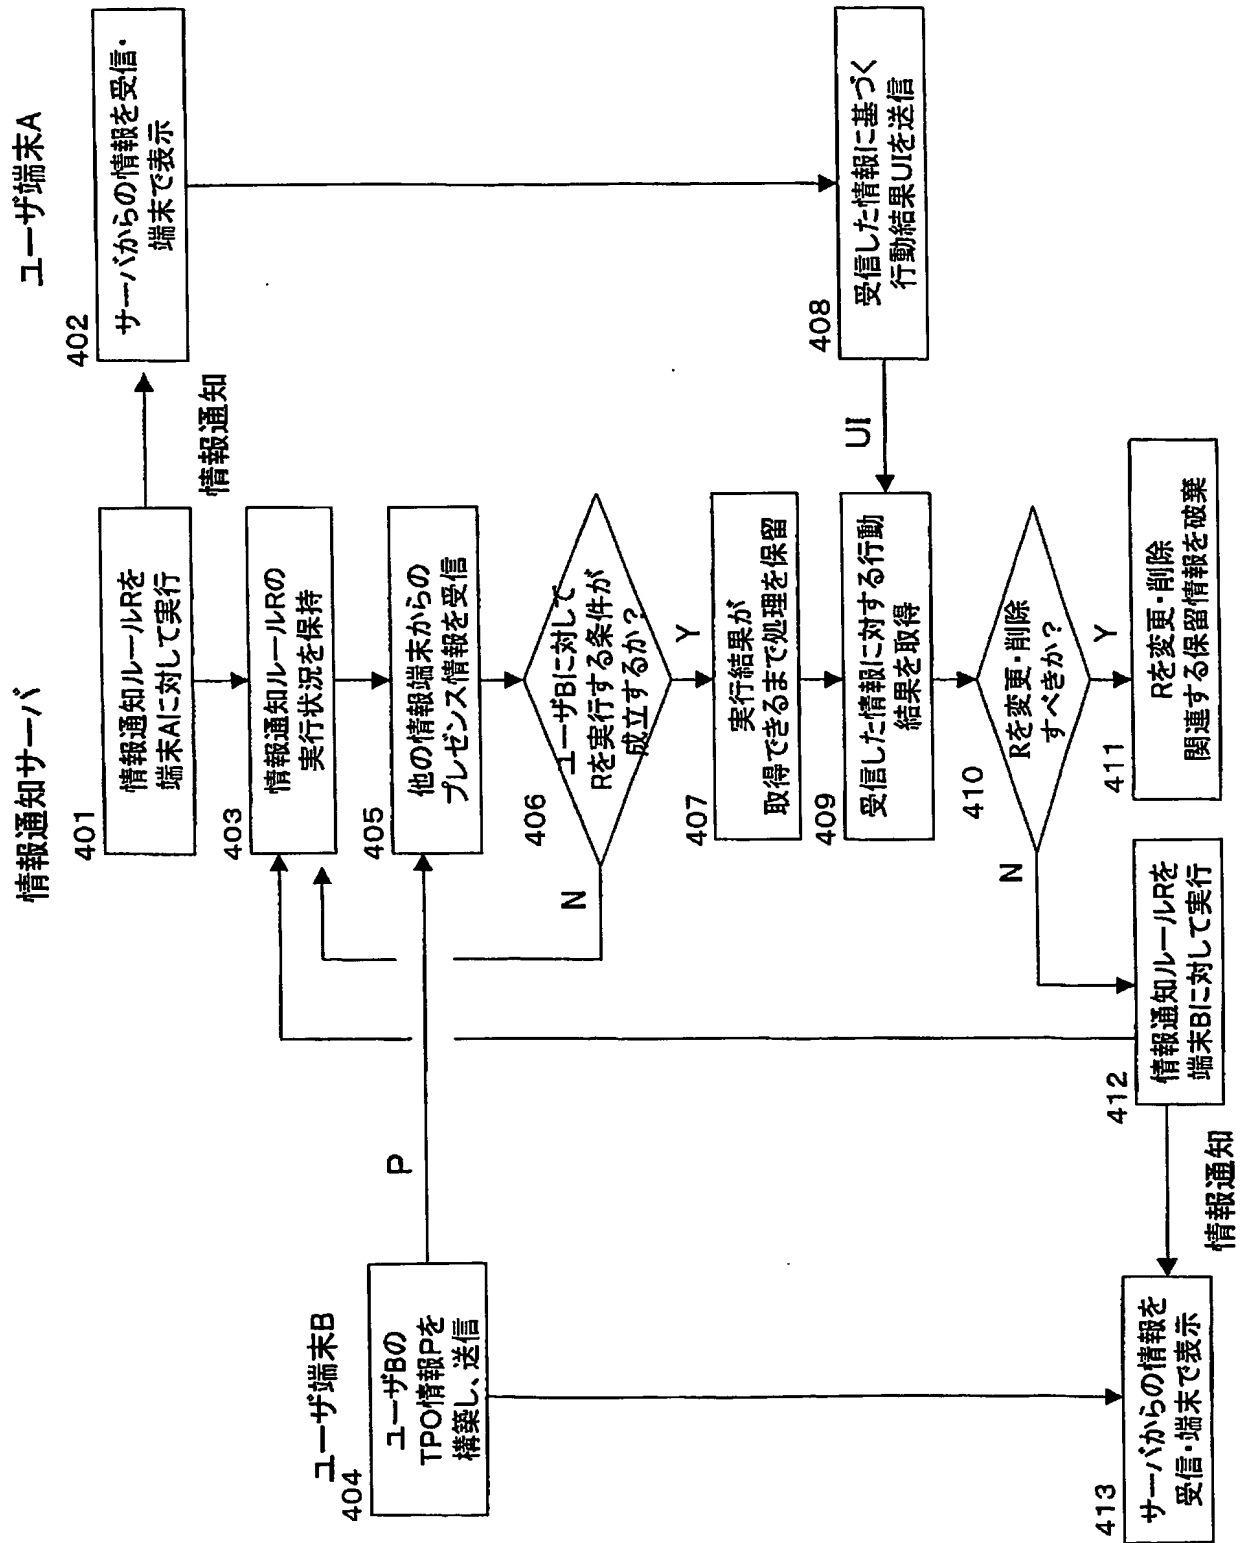 ユーザ端末B
情報通知サーバ
ユーザ端末A
401
情報通知ルールRを
端末Aに対して実行
情報通知
402
サーバからの情報を受信・
端末で表示
403
情報通知ルールRの
実行状況を保持
404
ユーザBの
TPO情報Pを
構築し、送信
P
405
他の情報端末からの
プレゼンス情報を受信
406
ユーザBに対して
Rを実行する条件が
成立するか?
N
Y
407
実行結果が
取得できるまで処理を保留
408
受信した情報に基づく
行動結果UIを送信
UI
409
受信した情報に対する行動
結果を取得
410
Rを変更・削除
すべきか?
N
Y
411
Rを変更・削除
関連する保留情報を破棄
412
情報通知ルールRを
端末Bに対して実行
情報通知
413
サーバからの情報を
受信・端末で表示